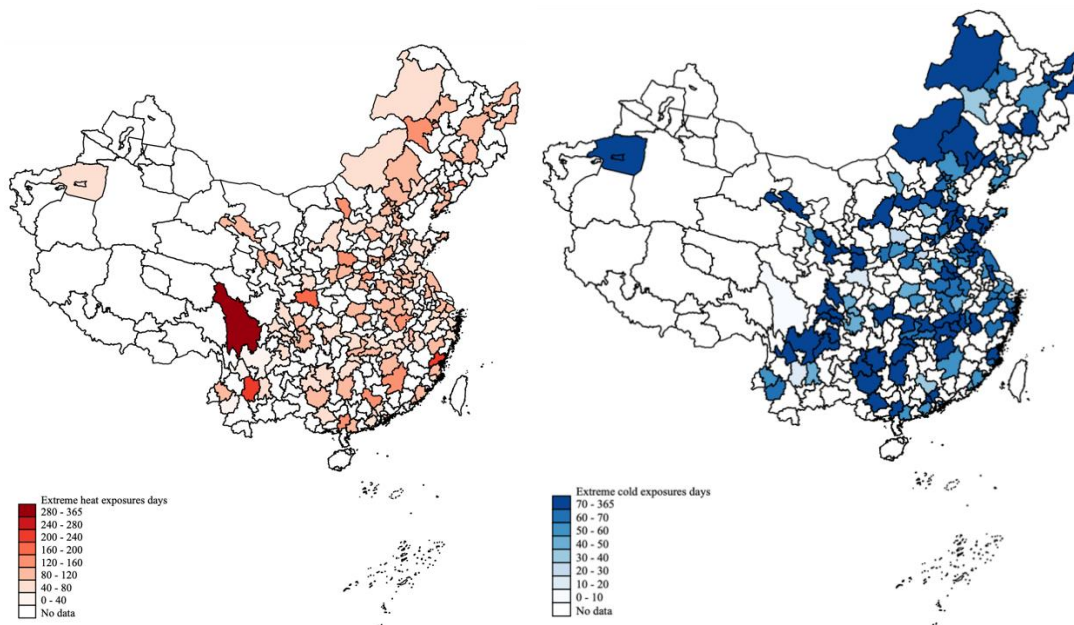 Extreme heat exposures days
280 - 365
240 - 280
200 - 240
160 - 200
120 - 160
80 - 120
40 - 80
0 - 40
No data
Extreme cold exposures days
70 - 365
60 - 70
50 - 60
40 - 50
30 - 40
20 - 30
10 - 20
0 - 10
No data